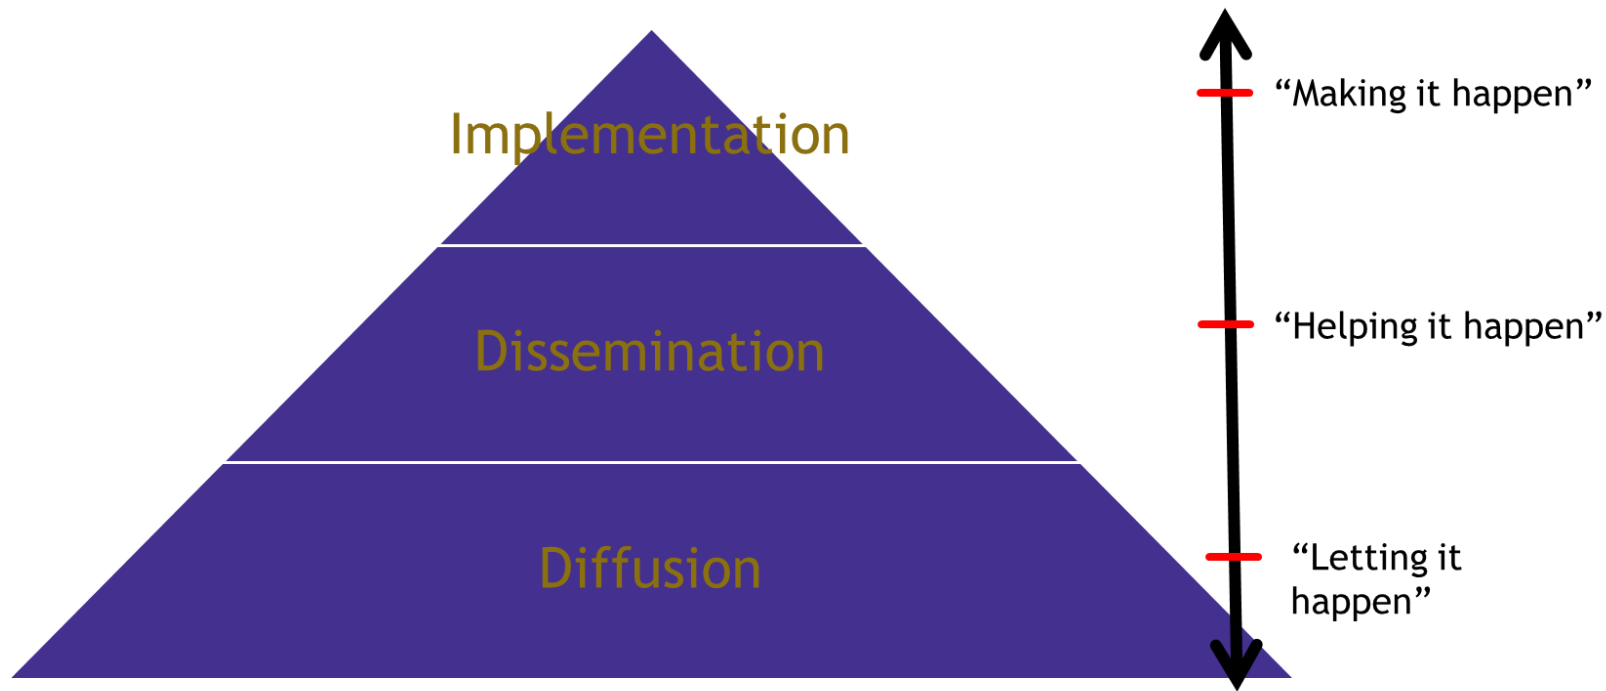 Implementation
“Making it happen”
Dissemination
“Helping it happen”
Diffusion
“Letting it
happen”